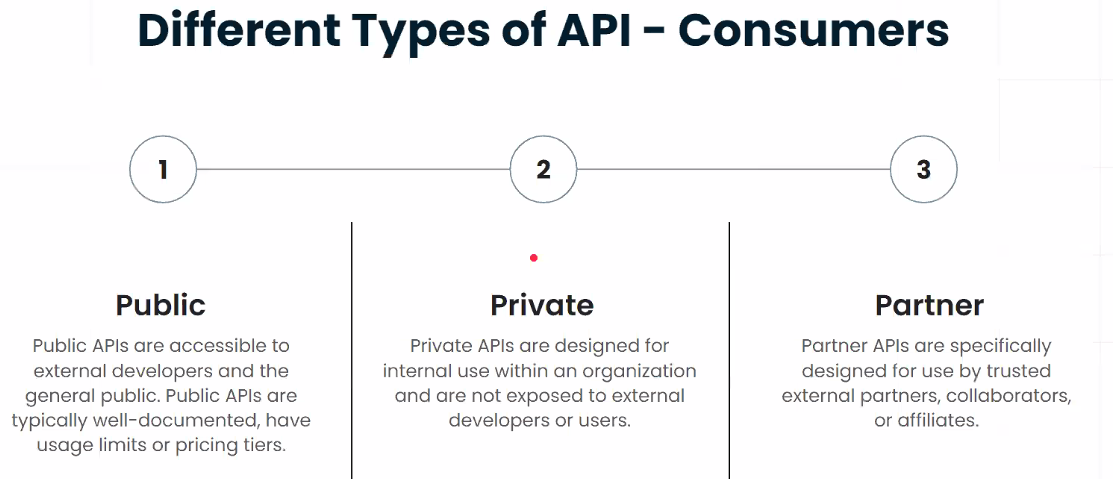 Different Types of API - Consumers
1
2
3
Public
Public APIs are accessible to
external developers and the
general public. Public APIs are
typically well-documented, have
usage limits or pricing tiers.
Private
Private APIs are designed for
internal use within an organization
and are not exposed to external
developers or users.
Partner
Partner APIs are specifically
designed for use by trusted
external partners, collaborators,
or affiliates.